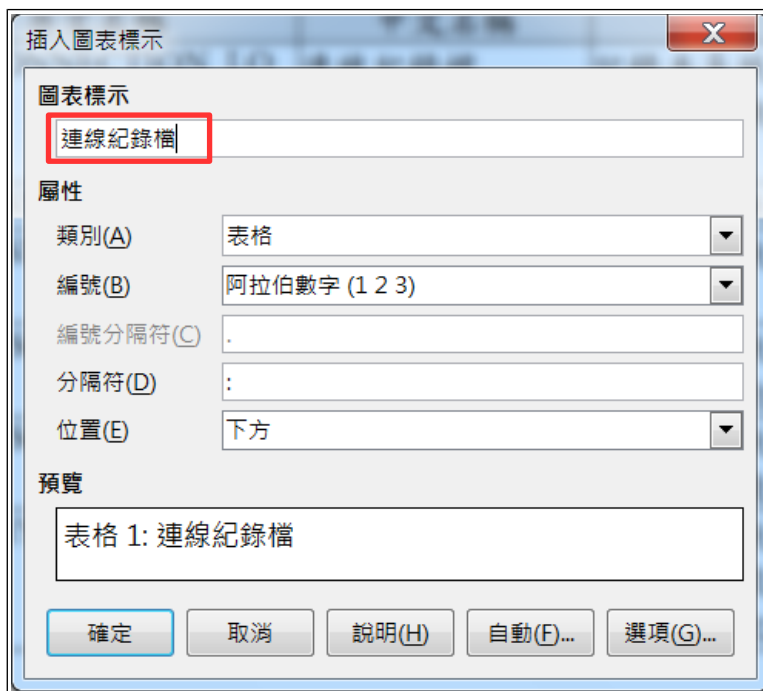 插入圖表標示
圖表標示
連線紀錄檔
屬性
類別(A) 表格
編號(B) 阿拉伯數字 (1 2 3)
編號分隔符(C) .
分隔符(D) :
位置(E) 下方
預覽
表格 1: 連線紀錄檔
確定 取消 說明(H) 自動(F)... 選項(G)...